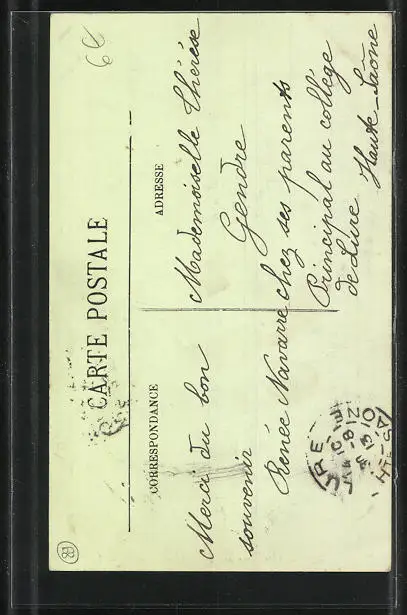 CARTE POSTALE
CORRESPONDANCE
ADRESSE
Merci du bon
souvenir
Renée Navarre
Mademoiselle Thérèse
Gendre
chez ses parents
Principal au collège
de Lure
Haute-Saône